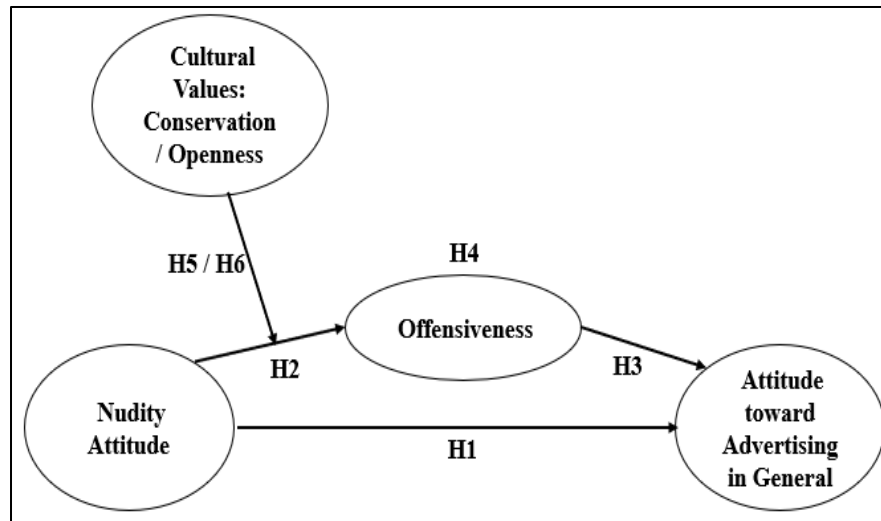 Cultural
Values:
Conservation
/ Openness
H5 / H6
H4
Offensiveness
H2
H3
Nudity
Attitude
H1
Attitude
toward
Advertising
in General